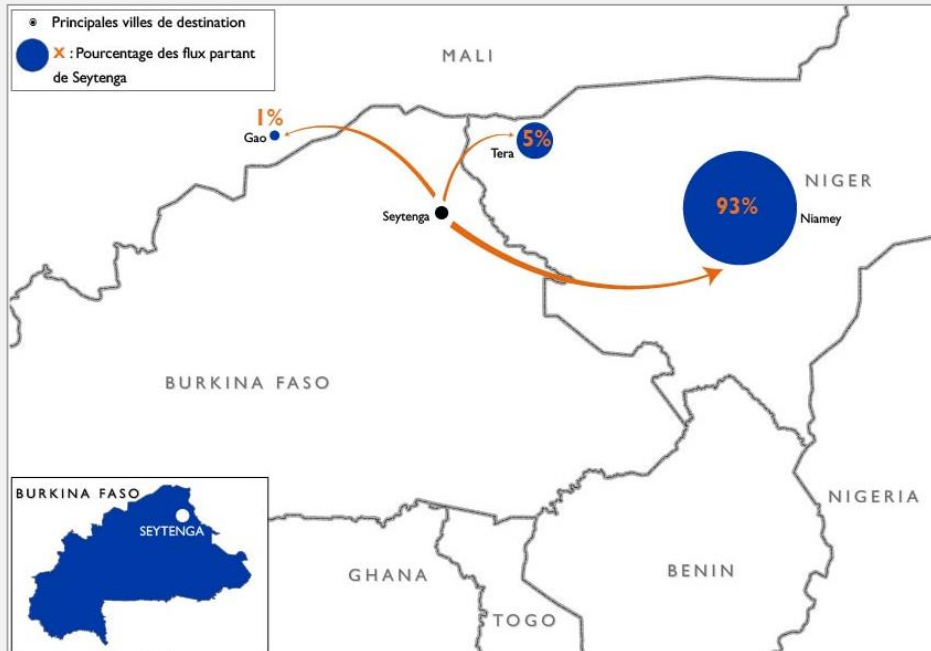 Principales villes de destination
X : Pourcentage des flux partant
de Seytenga
MALI
1%
Gao
5%
Tera
NIGER
93%
Niamey
Seytenga
BURKINA FASO
BURKINA FASO
SEYTENGA
NIGERIA
GHANA
BENIN
TOGO